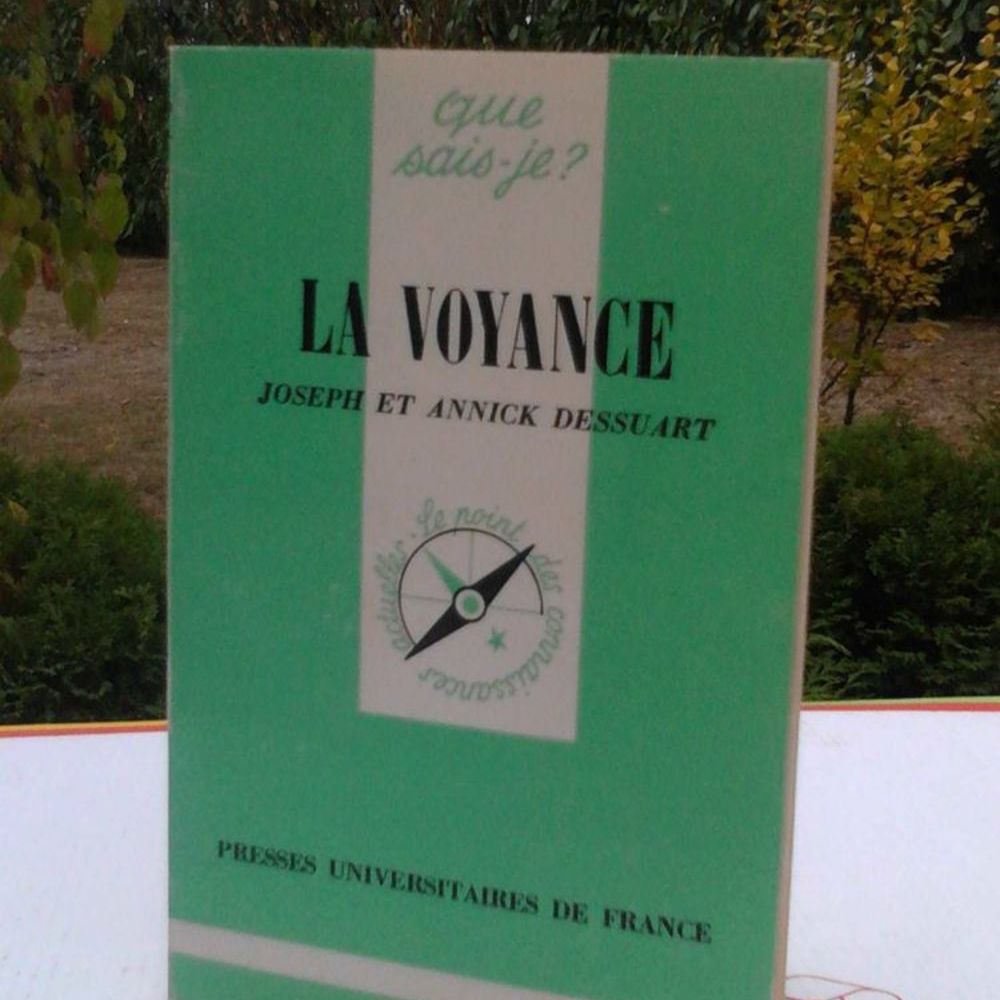 que
sais-je?
LA VOYANCE
JOSEPH ET ANNICK DESSUART
Le point des connaissances actuelles
PRESSES UNIVERSITAIRES DE FRANCE